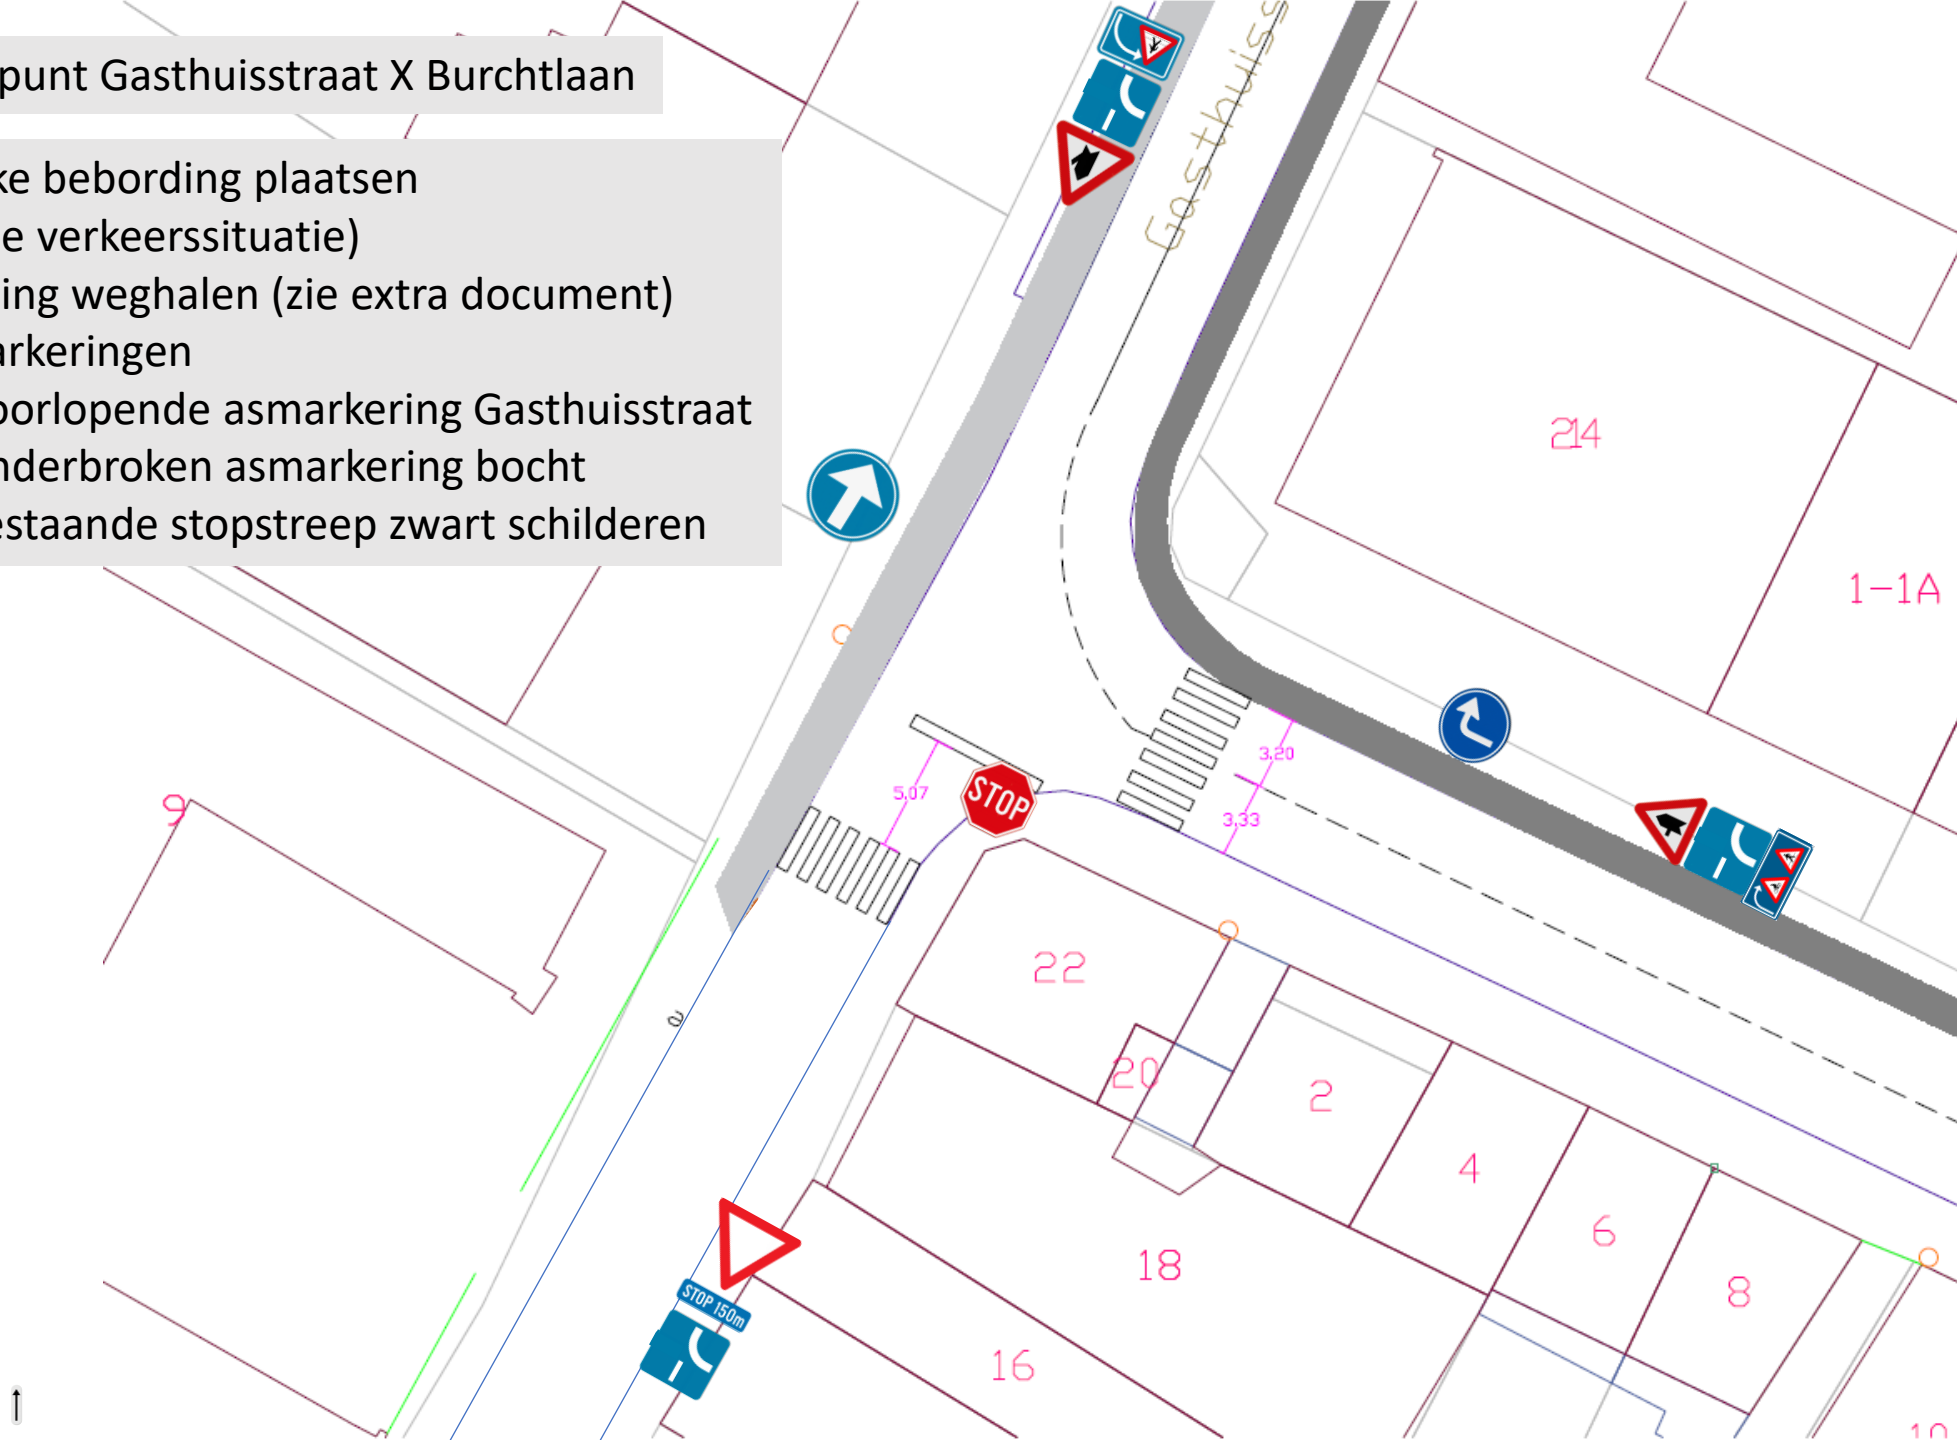 punt Gasthuisstraat X Burchtlaan
ke bebording plaatsen
e verkeerssituatie)
ing weghalen (zie extra document)
arkeringen
oorlopende asmarkering Gasthuisstraat
nderbroken asmarkering bocht
estaande stopstreep zwart schilderen
Gasthuiss
214
1-1A
9
3.20
5.07
STOP
3.33
22
a
20
2
4
18
6
8
STOP 150m
16
10